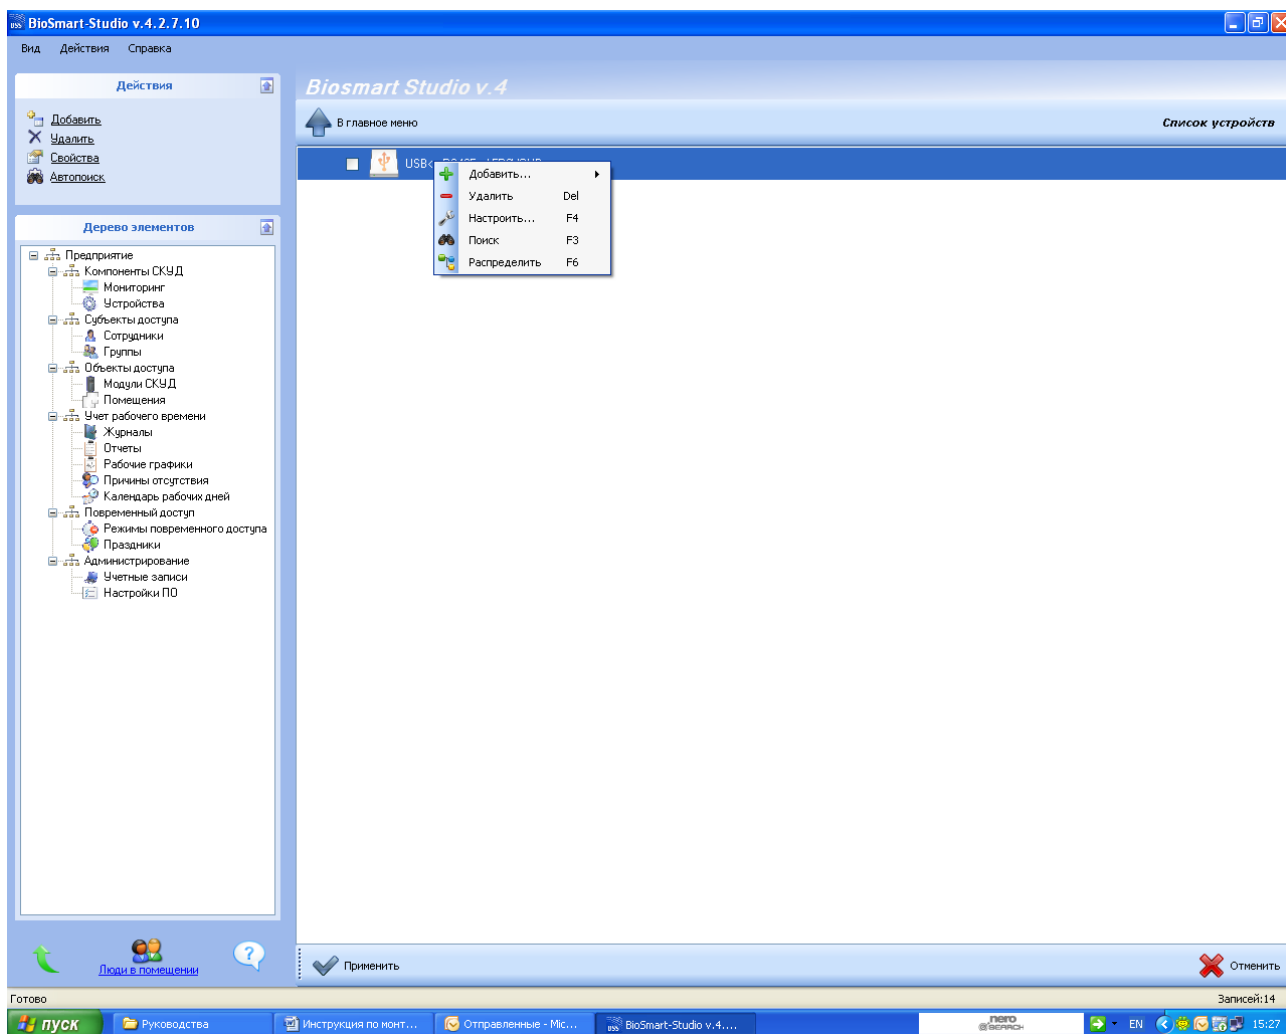 BioSmart-Studio v.4.2.7.10
Вид Действия Справка
Действия
Добавить
Удалить
Свойства
Автопоиск
Дерево элементов
Предприятие
Компоненты СКУД
Мониторинг
Устройства
Субъекты доступа
Сотрудники
Группы
Объекты доступа
Модули СКУД
Помещения
Учет рабочего времени
Журналы
Отчеты
Рабочие графики
Причины отсутствия
Календарь рабочих дней
Повременный доступ
Режимы повременного доступа
Праздники
Администрирование
Учетные записи
Настройки ПО
Люди в помещении
Biosmart Studio v.4
В главное меню Список устройств
USB<
Добавить...
Удалить Del
Настроить... F4
Поиск F3
Распределить F6
Применить Отменить
Готово Записей:14
пуск Руководства Инструкция по монт... Отправленные - Mic... BioSmart-Studio v.4.... nero SEARCH EN 15:27